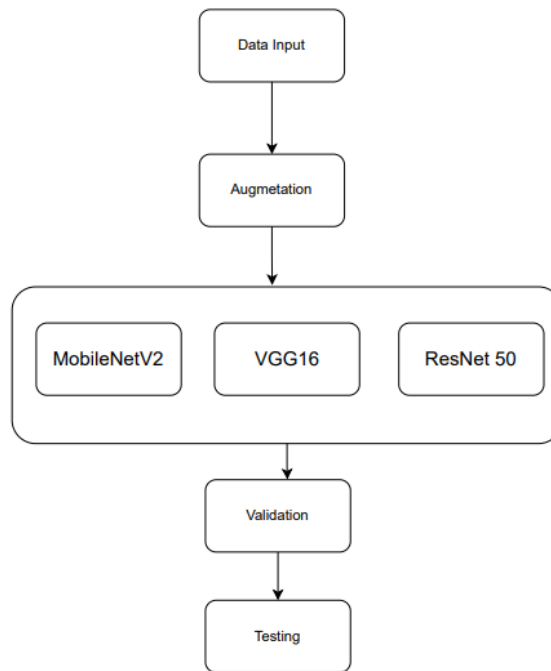 Data Input
Augmetation
MobileNetV2
VGG16
ResNet 50
Validation
Testing